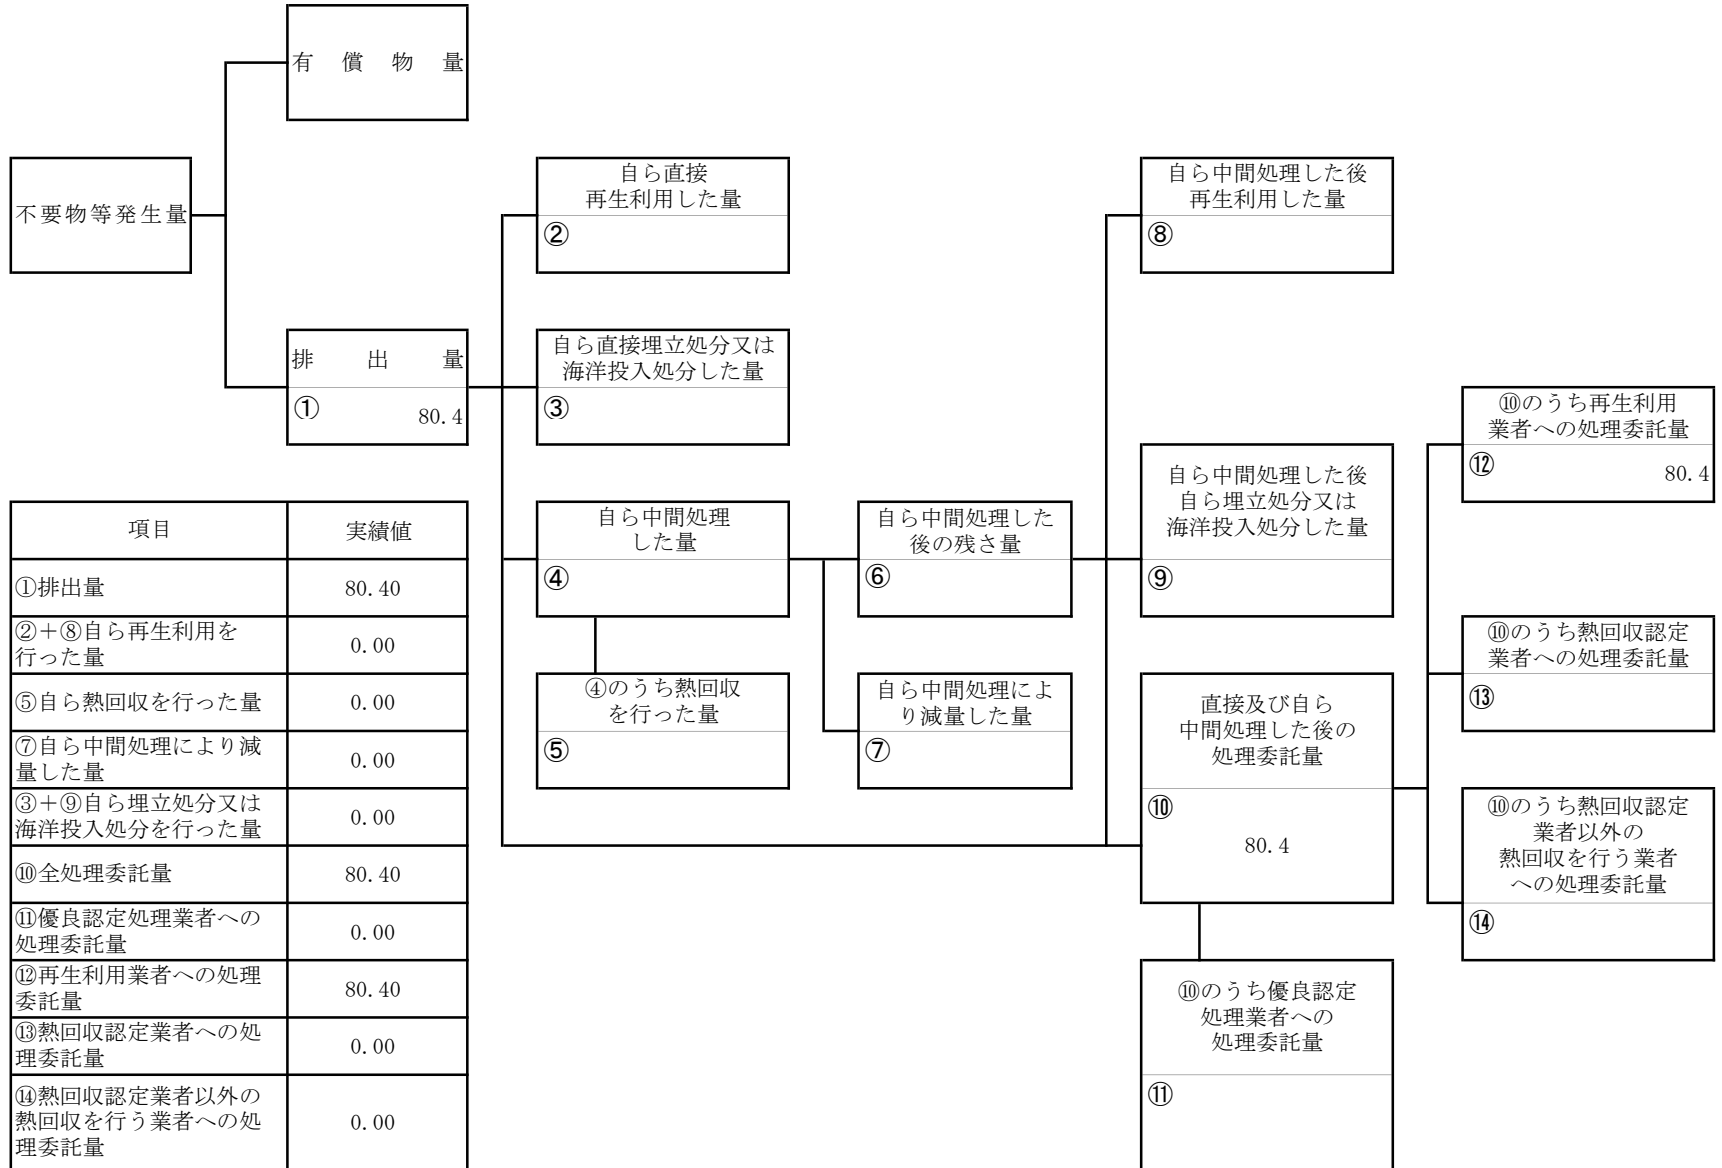 有償物量
不要物等発生量
自ら直接
再生利用した量
②
自ら中間処理した後
再生利用した量
⑧
排出量
① 80.4
自ら直接埋立処分又は
海洋投入処分した量
③
⑩のうち再生利用
業者への処理委託量
⑫ 80.4
自ら中間処理
した量
④
自ら中間処理した
後の残さ量
⑥
自ら中間処理した後
自ら埋立処分又は
海洋投入処分した量
⑨
⑩のうち熱回収認定
業者への処理委託量
⑬
④のうち熱回収
を行った量
⑤
自ら中間処理によ
り減量した量
⑦
直接及び自ら
中間処理した後の
処理委託量
⑩
80.4
⑩のうち熱回収認定
業者以外の
熱回収を行う業者
への処理委託量
⑭
⑩のうち優良認定
処理業者への
処理委託量
⑪
項目 実績値
①排出量 80.40
②＋⑧自ら再生利用を
行った量 0.00
⑤自ら熱回収を行った量 0.00
⑦自ら中間処理により減
量した量 0.00
③＋⑨自ら埋立処分又は
海洋投入処分を行った量 0.00
⑩全処理委託量 80.40
⑪優良認定処理業者への
処理委託量 0.00
⑫再生利用業者への処理
委託量 80.40
⑬熱回収認定業者への処
理委託量 0.00
⑭熱回収認定業者以外の
熱回収を行う業者への処
理委託量 0.00